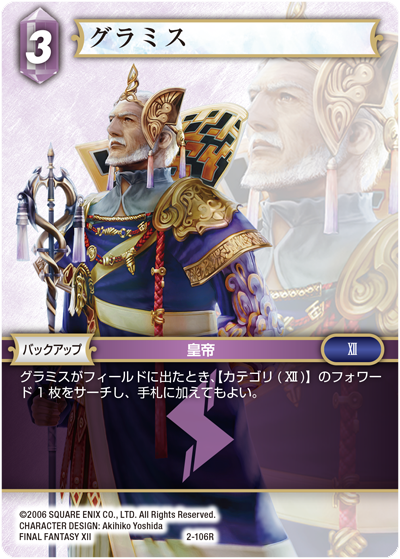 3
グラミス
バックアップ
皇帝
XII
グラミスがフィールドに出たとき、【カテゴリ（XII）】のフォワー
ド1枚をサーチし、手札に加えてもよい。
©2006 SQUARE ENIX CO., LTD. All Rights Reserved.
CHARACTER DESIGN: Akihiko Yoshida
FINAL FANTASY XII
2-106R